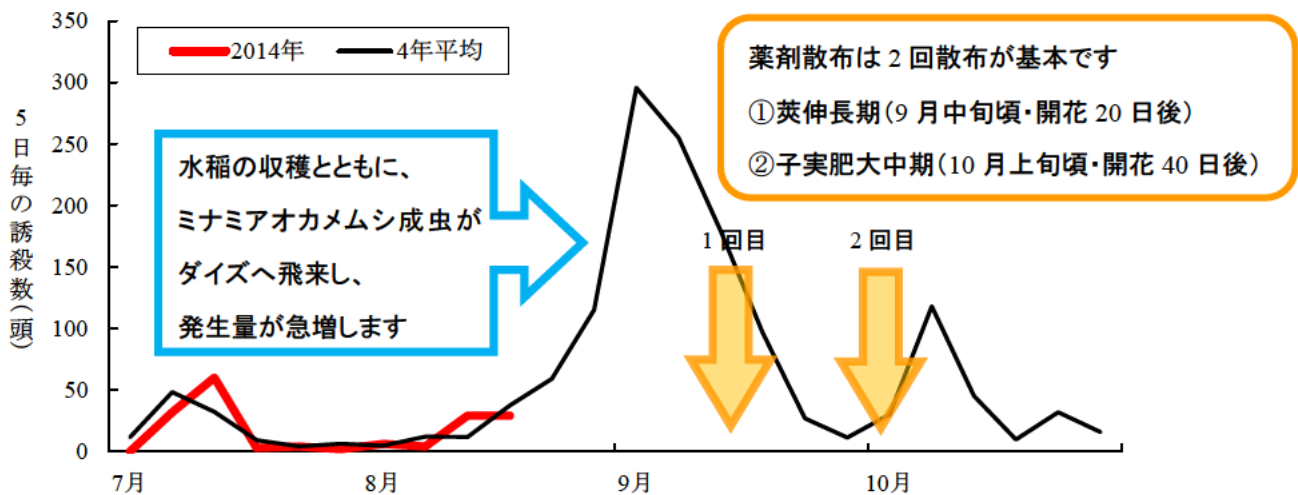 350
300
250
200
150
100
50
0
5日毎の誘殺数(頭)
2014年
4年平均
水稲の収穫とともに、
ミナミアオカメムシ成虫が
ダイズへ飛来し、
発生量が急増します
薬剤散布は2回散布が基本です
①莢伸長期(9月中旬頃・開花20日後)
②子実肥大中期(10月上旬頃・開花40日後)
1回目
2回目
7月
8月
9月
10月